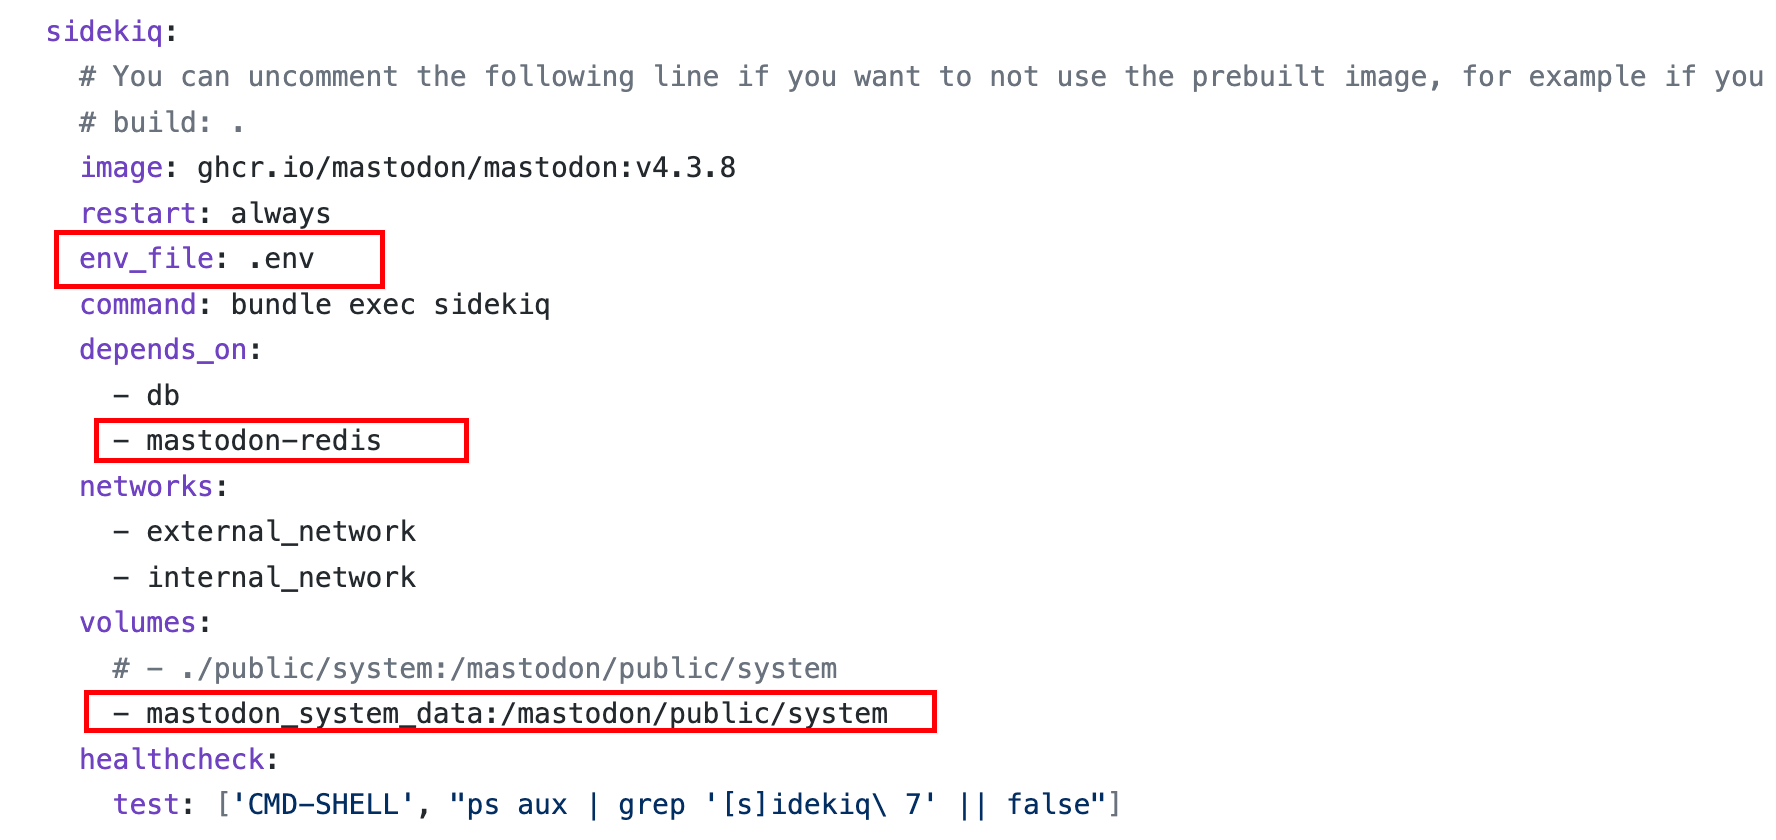 sidekiq:
# You can uncomment the following line if you want to not use the prebuilt image, for example if you
# build: .
image: ghcr.io/mastodon/mastodon:v4.3.8
restart: always
env_file: .env
command: bundle exec sidekiq
depends_on:
- db
- mastodon-redis
networks:
- external_network
- internal_network
volumes:
# - ./public/system:/mastodon/public/system
- mastodon_system_data:/mastodon/public/system
healthcheck:
test: ['CMD-SHELL', "ps aux | grep '[s]idekiq\ 7' || false"]